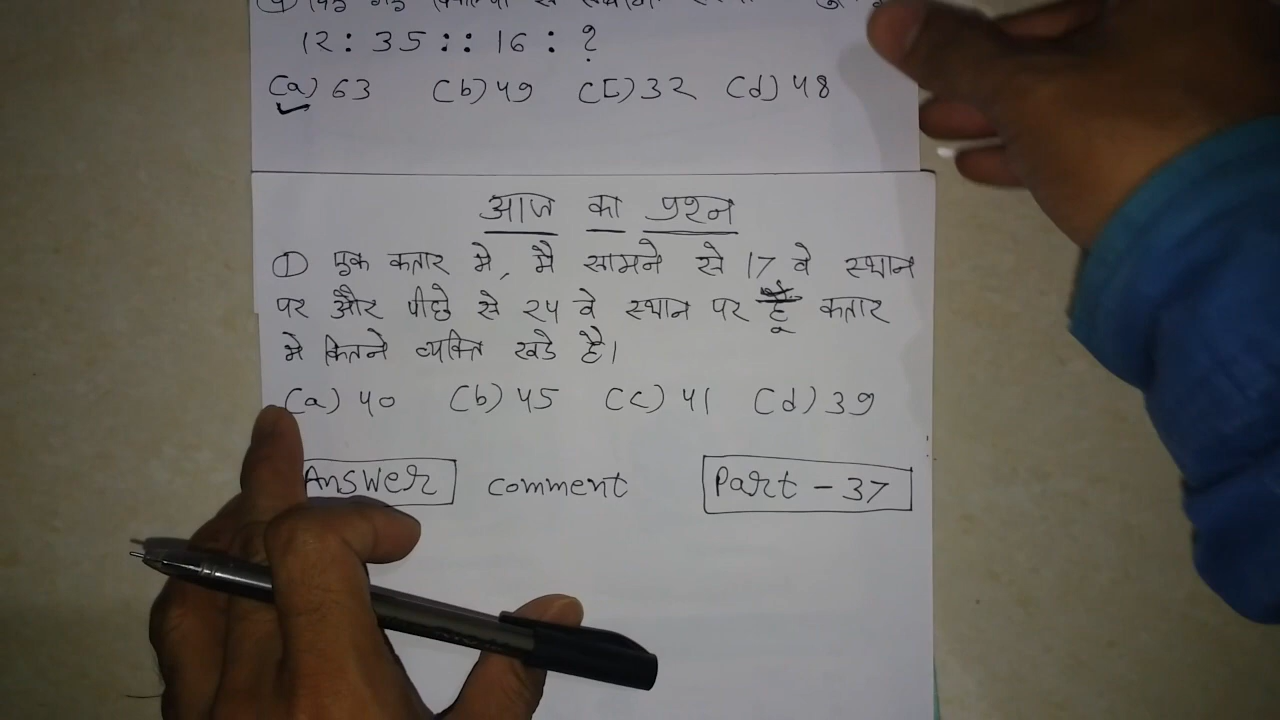 12 : 35 :: 16 : ?
(a) 63 (b) 49 (c) 32 (d) 48
आज का प्रश्न
① एक कतार मे, मै सामने से 17 वे स्थान
पर और पीछे से 25 वे स्थान पर हूँ कतार
मे कितने व्यक्ति खडे है।
(a) 40 (b) 45 (c) 41 (d) 39
Answer comment Part - 37